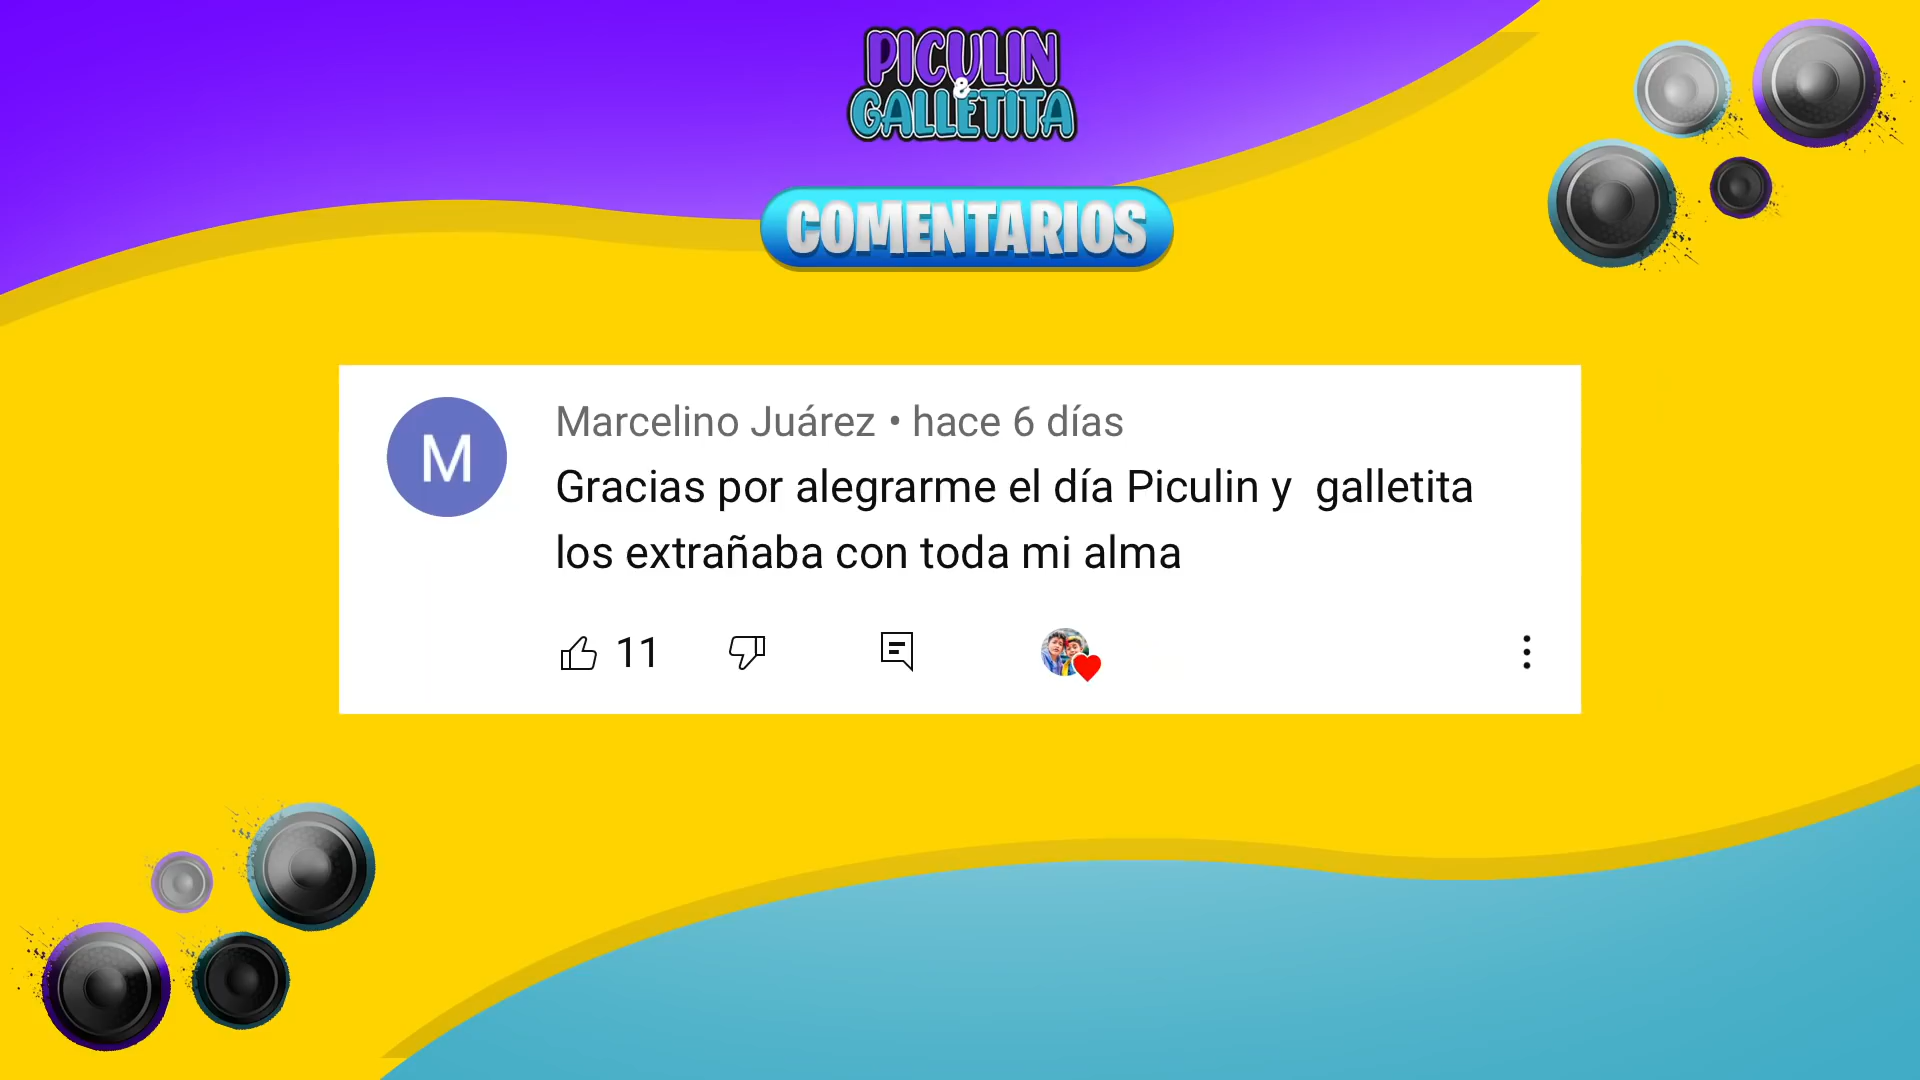 PICULIN
&
GALLETITA
COMENTARIOS
M
Marcelino Juárez • hace 6 días
Gracias por alegrarme el día Piculin y  galletita
los extrañaba con toda mi alma
11